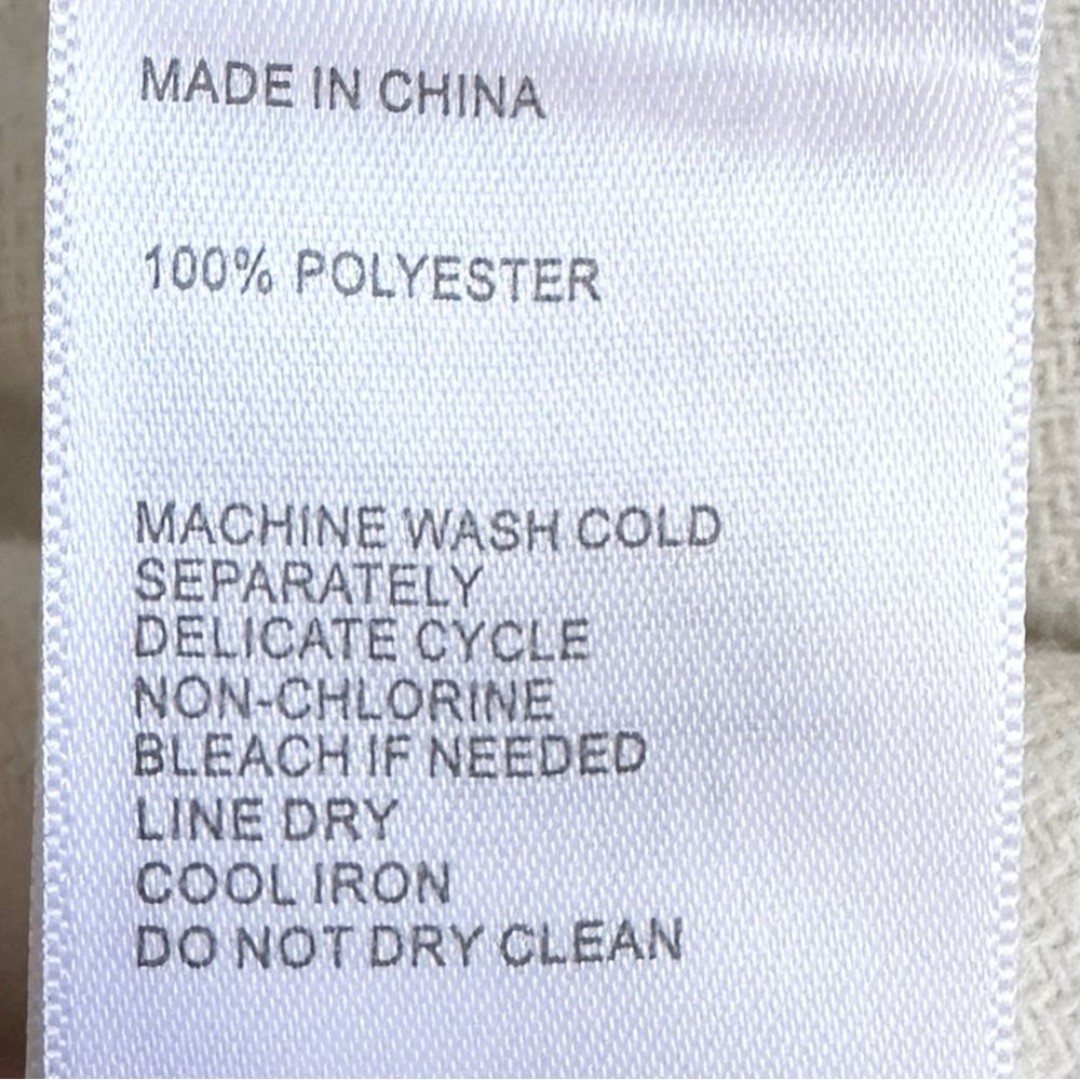 MADE IN CHINA
100% POLYESTER
MACHINE WASH COLD
SEPARATELY
DELICATE CYCLE
NON-CHLORINE
BLEACH IF NEEDED
LINE DRY
COOL IRON
DO NOT DRY CLEAN